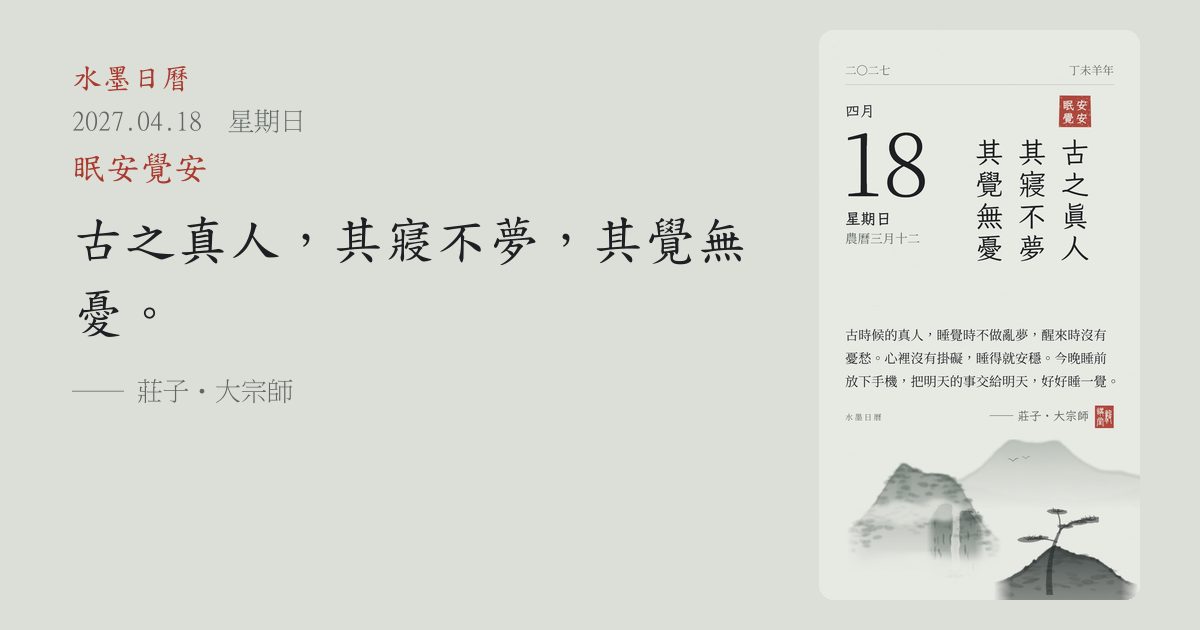 水墨日曆
2027.04.18　星期日
眠安覺安
古之真人，其寢不夢，其覺無
憂。
—— 莊子・大宗師
二〇二七
丁未羊年
四月
18
星期日
農曆三月十二
眠安
覺安
古之真人
其寢不夢
其覺無憂
古時候的真人，睡覺時不做亂夢，醒來時沒有
憂愁。心裡沒有掛礙，睡得就安穩。今晚睡前
放下手機，把明天的事交給明天，好好睡一覺。
水墨日曆
—— 莊子・大宗師